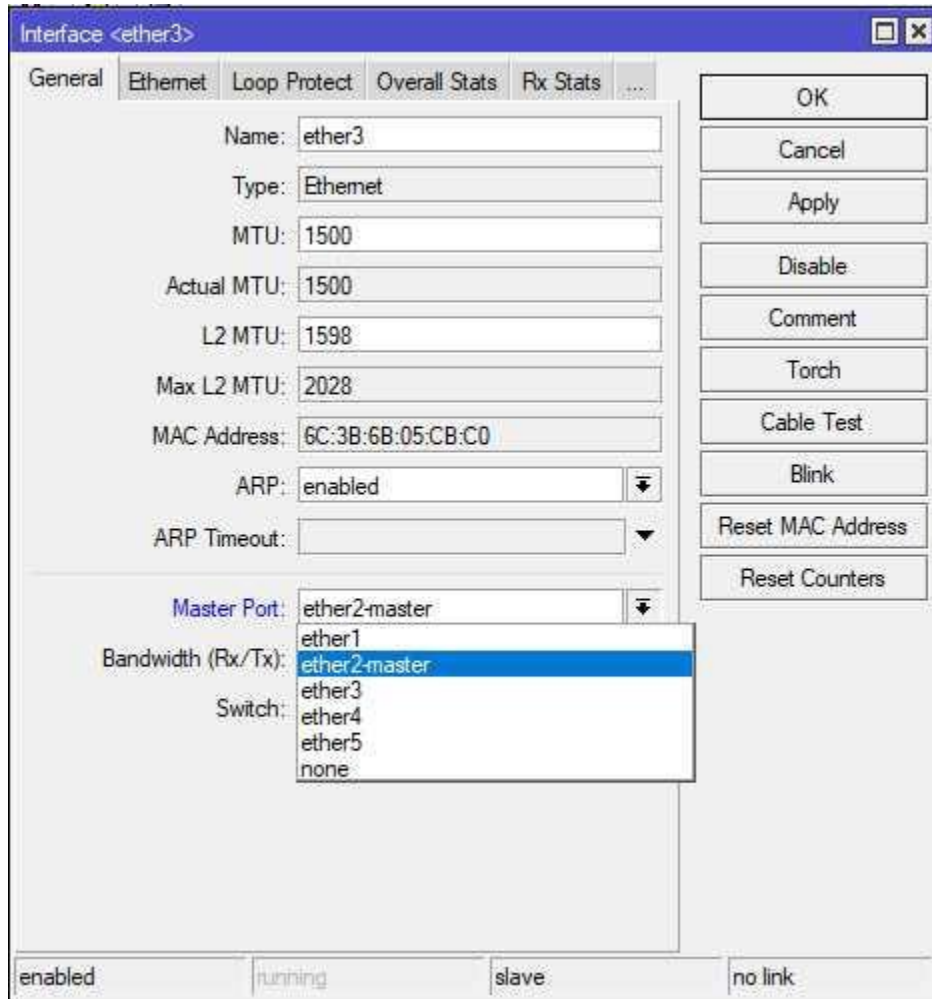 Interface <ether3>
General Ethernet Loop Protect Overall Stats Rx Stats ...
Name: ether3
Type: Ethernet
MTU: 1500
Actual MTU: 1500
L2 MTU: 1598
Max L2 MTU: 2028
MAC Address: 6C:3B:6B:05:CB:C0
ARP: enabled
ARP Timeout:
Master Port: ether2-master
ether1
Bandwidth (Rx/Tx): ether2-master
ether3
Switch: ether4
ether5
none
OK
Cancel
Apply
Disable
Comment
Torch
Cable Test
Blink
Reset MAC Address
Reset Counters
enabled running slave no link